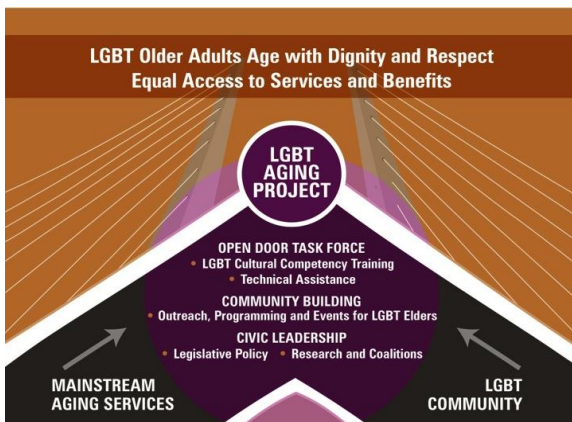 LGBT Older Adults Age with Dignity and Respect
Equal Access to Services and Benefits
LGBT
AGING
PROJECT
OPEN DOOR TASK FORCE
• LGBT Cultural Competency Training
• Technical Assistance
COMMUNITY BUILDING
• Outreach, Programming and Events for LGBT Elders
CIVIC LEADERSHIP
• Legislative Policy • Research and Coalitions
MAINSTREAM
AGING SERVICES
LGBT
COMMUNITY